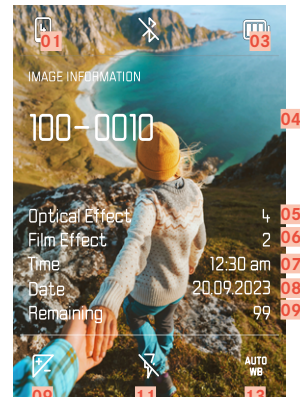 01
03
IMAGE INFORMATION
100-0010
04
Optical Effect 4 05
Film Effect 2 06
Time 12:30 am 07
Date 20.09.2023 08
Remaining 99 09
AUTO
WB
09 11 13